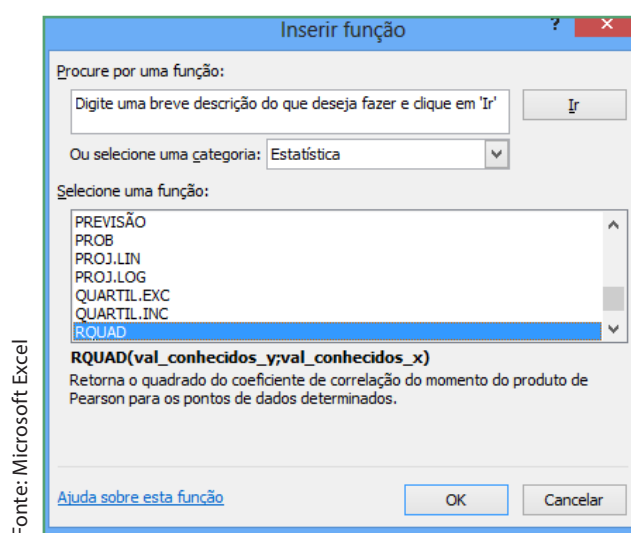 Inserir função
?
×
Procure por uma função:
Digite uma breve descrição do que deseja fazer e clique em 'Ir'
Ir
Ou selecione uma categoria: Estatística
Selecione uma função:
PREVISÃO
PROB
PROJ.LIN
PROJ.LOG
QUARTIL.EXC
QUARTIL.INC
RQUAD
RQUAD(val_conhecidos_y;val_conhecidos_x)
Retorna o quadrado do coeficiente de correlação do momento do produto de
Pearson para os pontos de dados determinados.
Ajuda sobre esta função
OK
Cancelar
Fonte: Microsoft Excel